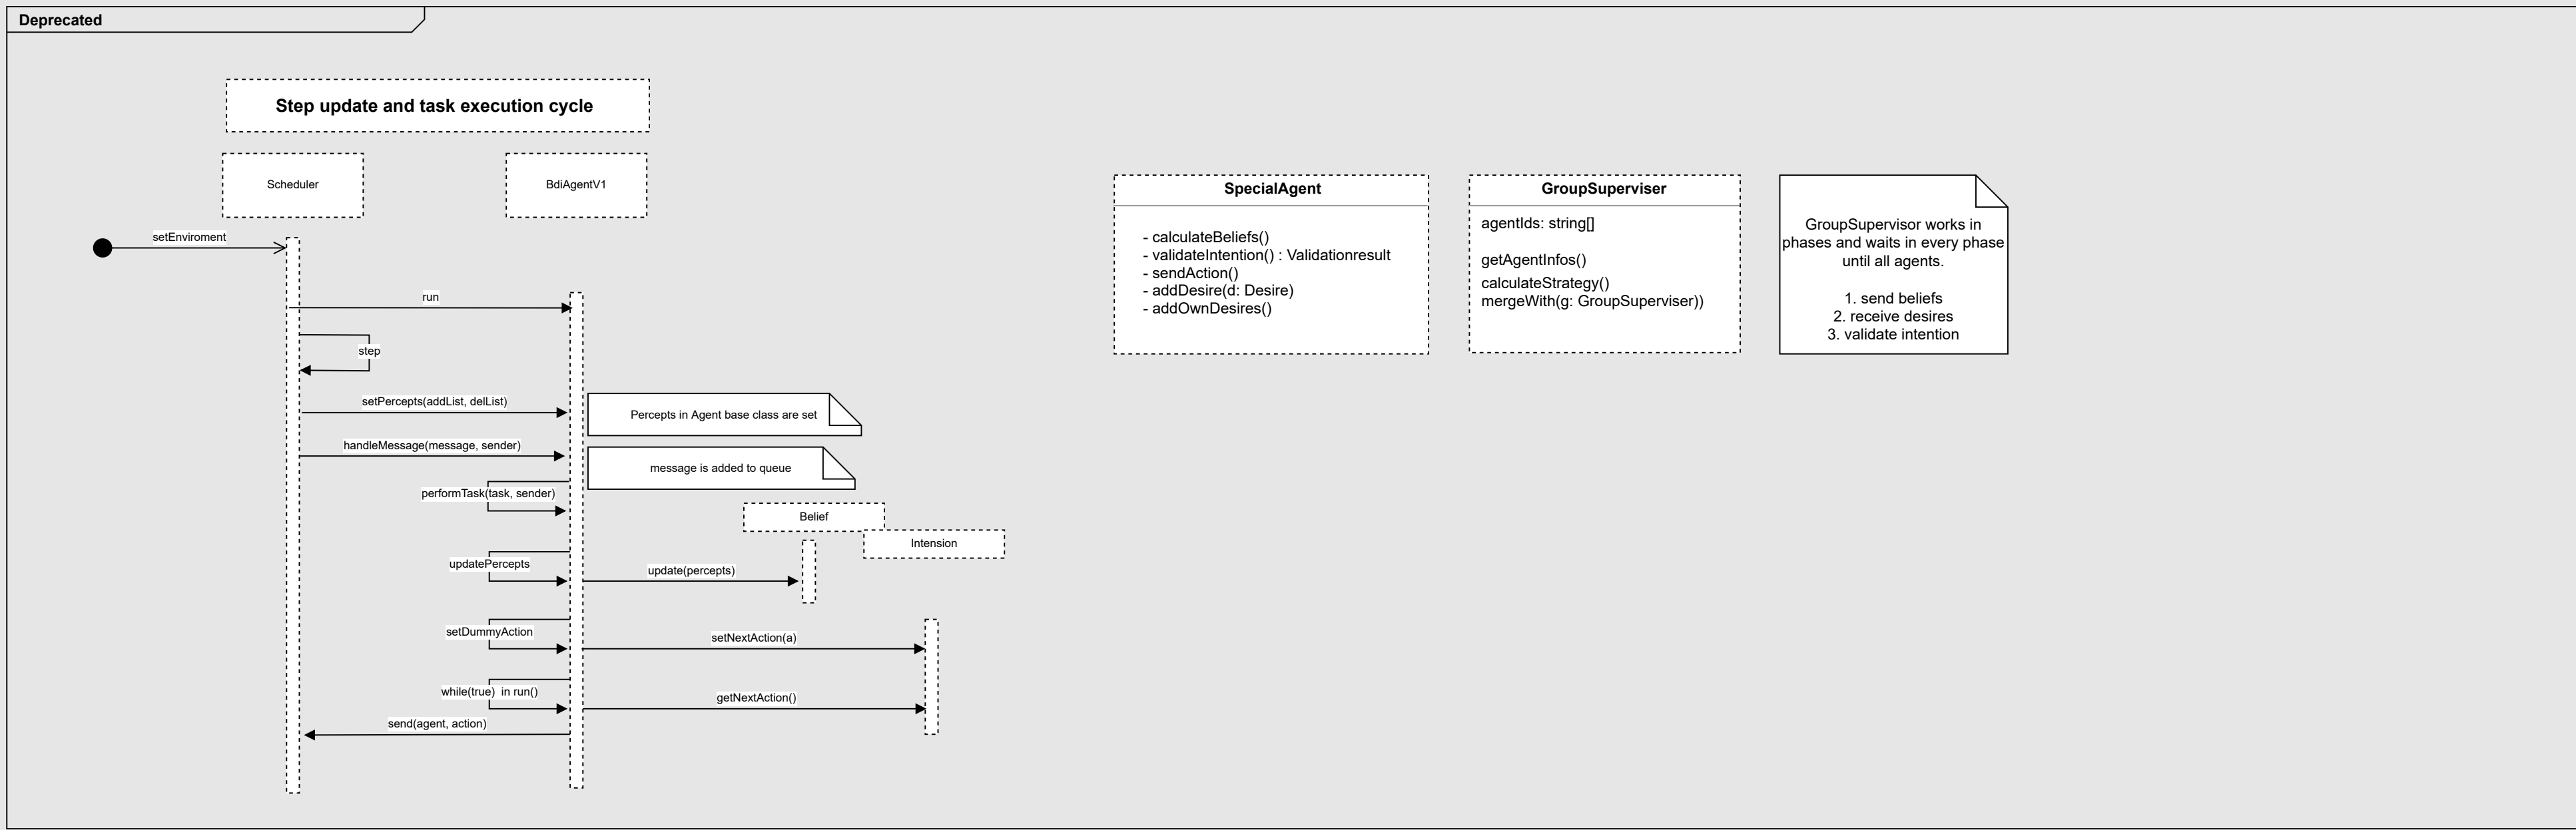 Deprecated
Step update and task execution cycle
Scheduler
BdiAgentV1
setEnviroment
run
step
setPercepts(addList, delList)
Percepts in Agent base class are set
handleMessage(message, sender)
message is added to queue
performTask(task, sender)
Belief
Intension
updatePercepts
update(percepts)
setDummyAction
setNextAction(a)
while(true)  in run()
getNextAction()
send(agent, action)
SpecialAgent
- calculateBeliefs()
- validateIntention() : Validationresult
- sendAction()
- addDesire(d: Desire)
- addOwnDesires()
GroupSuperviser
agentIds: string[]
getAgentInfos()
calculateStrategy()
mergeWith(g: GroupSuperviser))
GroupSupervisor works in
phases and waits in every phase
until all agents.
1. send beliefs
2. receive desires
3. validate intention